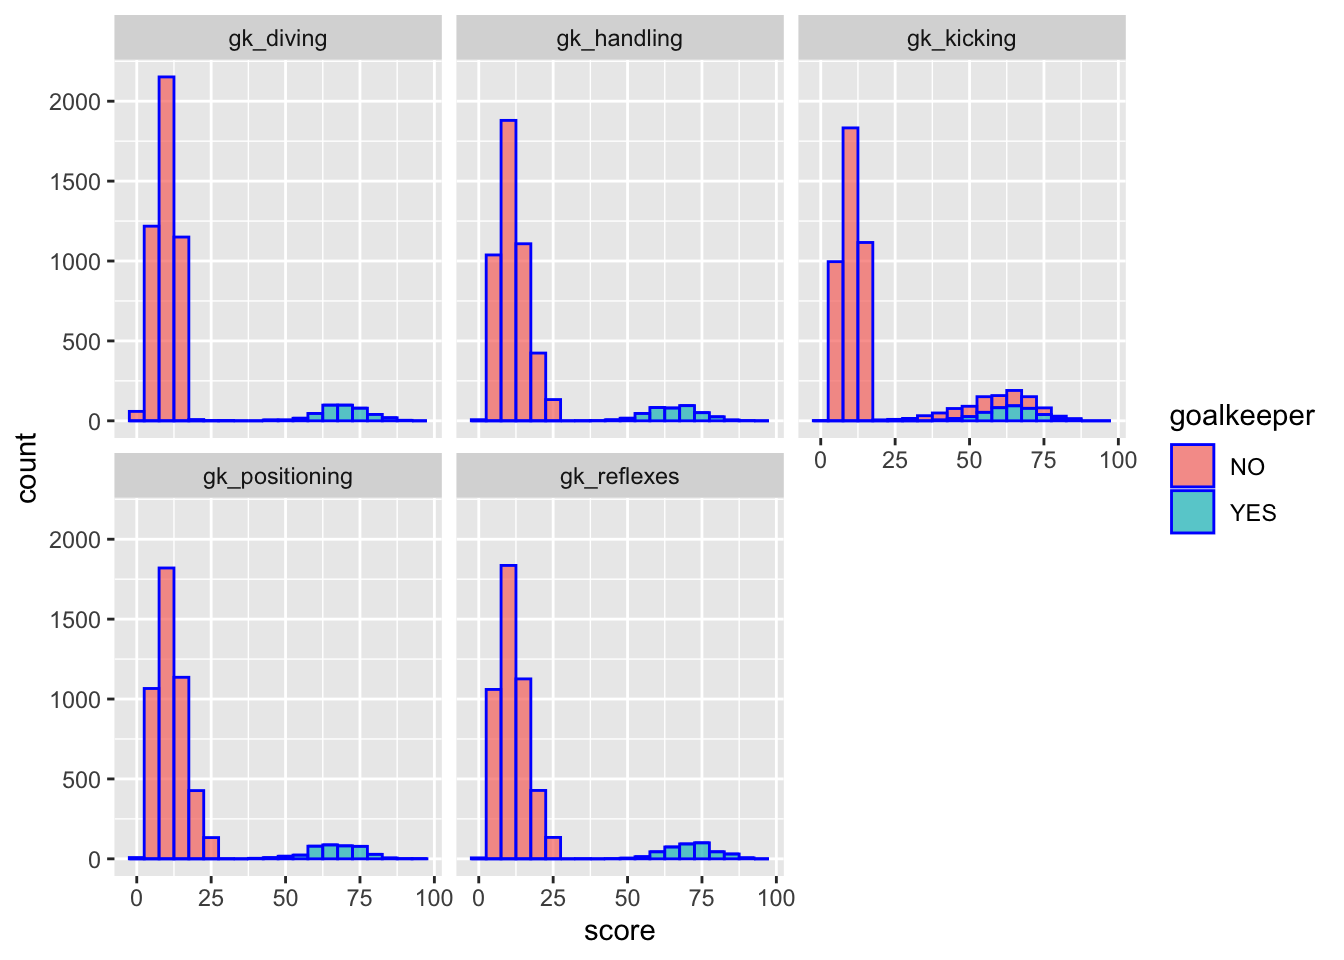 gk_diving
gk_handling
gk_kicking
2000
1500
1000
500
0
0 25 50 75 100
gk_positioning
gk_reflexes
2000
1500
1000
500
0
0 25 50 75 100
0 25 50 75 100
score
count
goalkeeper
NO
YES